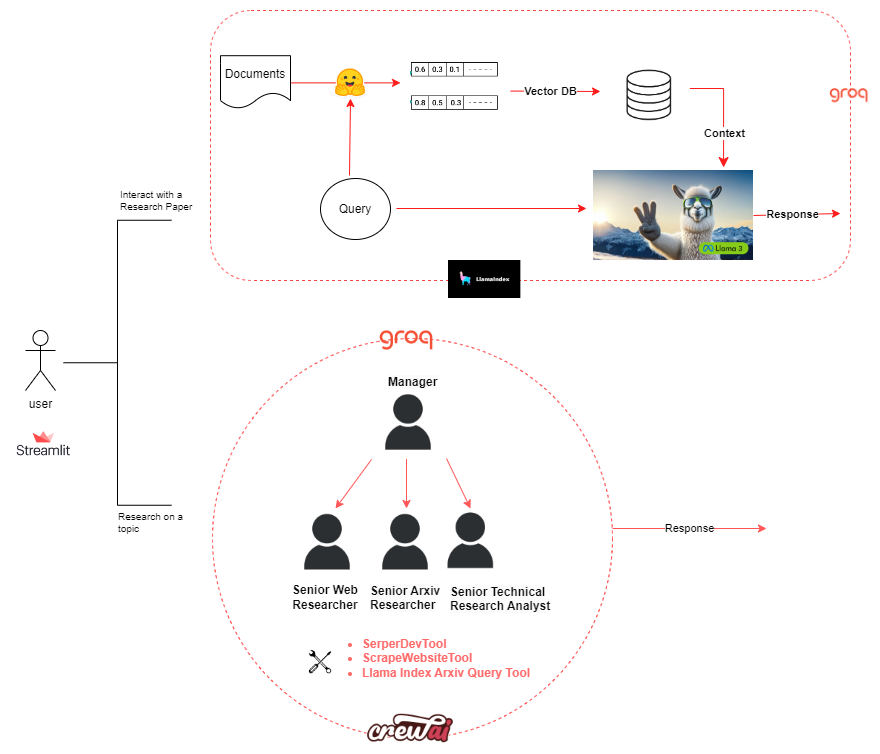 Documents
0.6 0.3 0.1
0.8 0.5 0.3
Vector DB
groq
Context
Query
Llama 3
Response
LlamaIndex
Interact with a
Research Paper
user
Streamlit
Research on a
topic
groq
Manager
Senior Web
Researcher
Senior Arxiv
Researcher
Senior Technical
Research Analyst
Response
SerperDevTool
ScrapeWebsiteTool
Llama Index Arxiv Query Tool
crewai